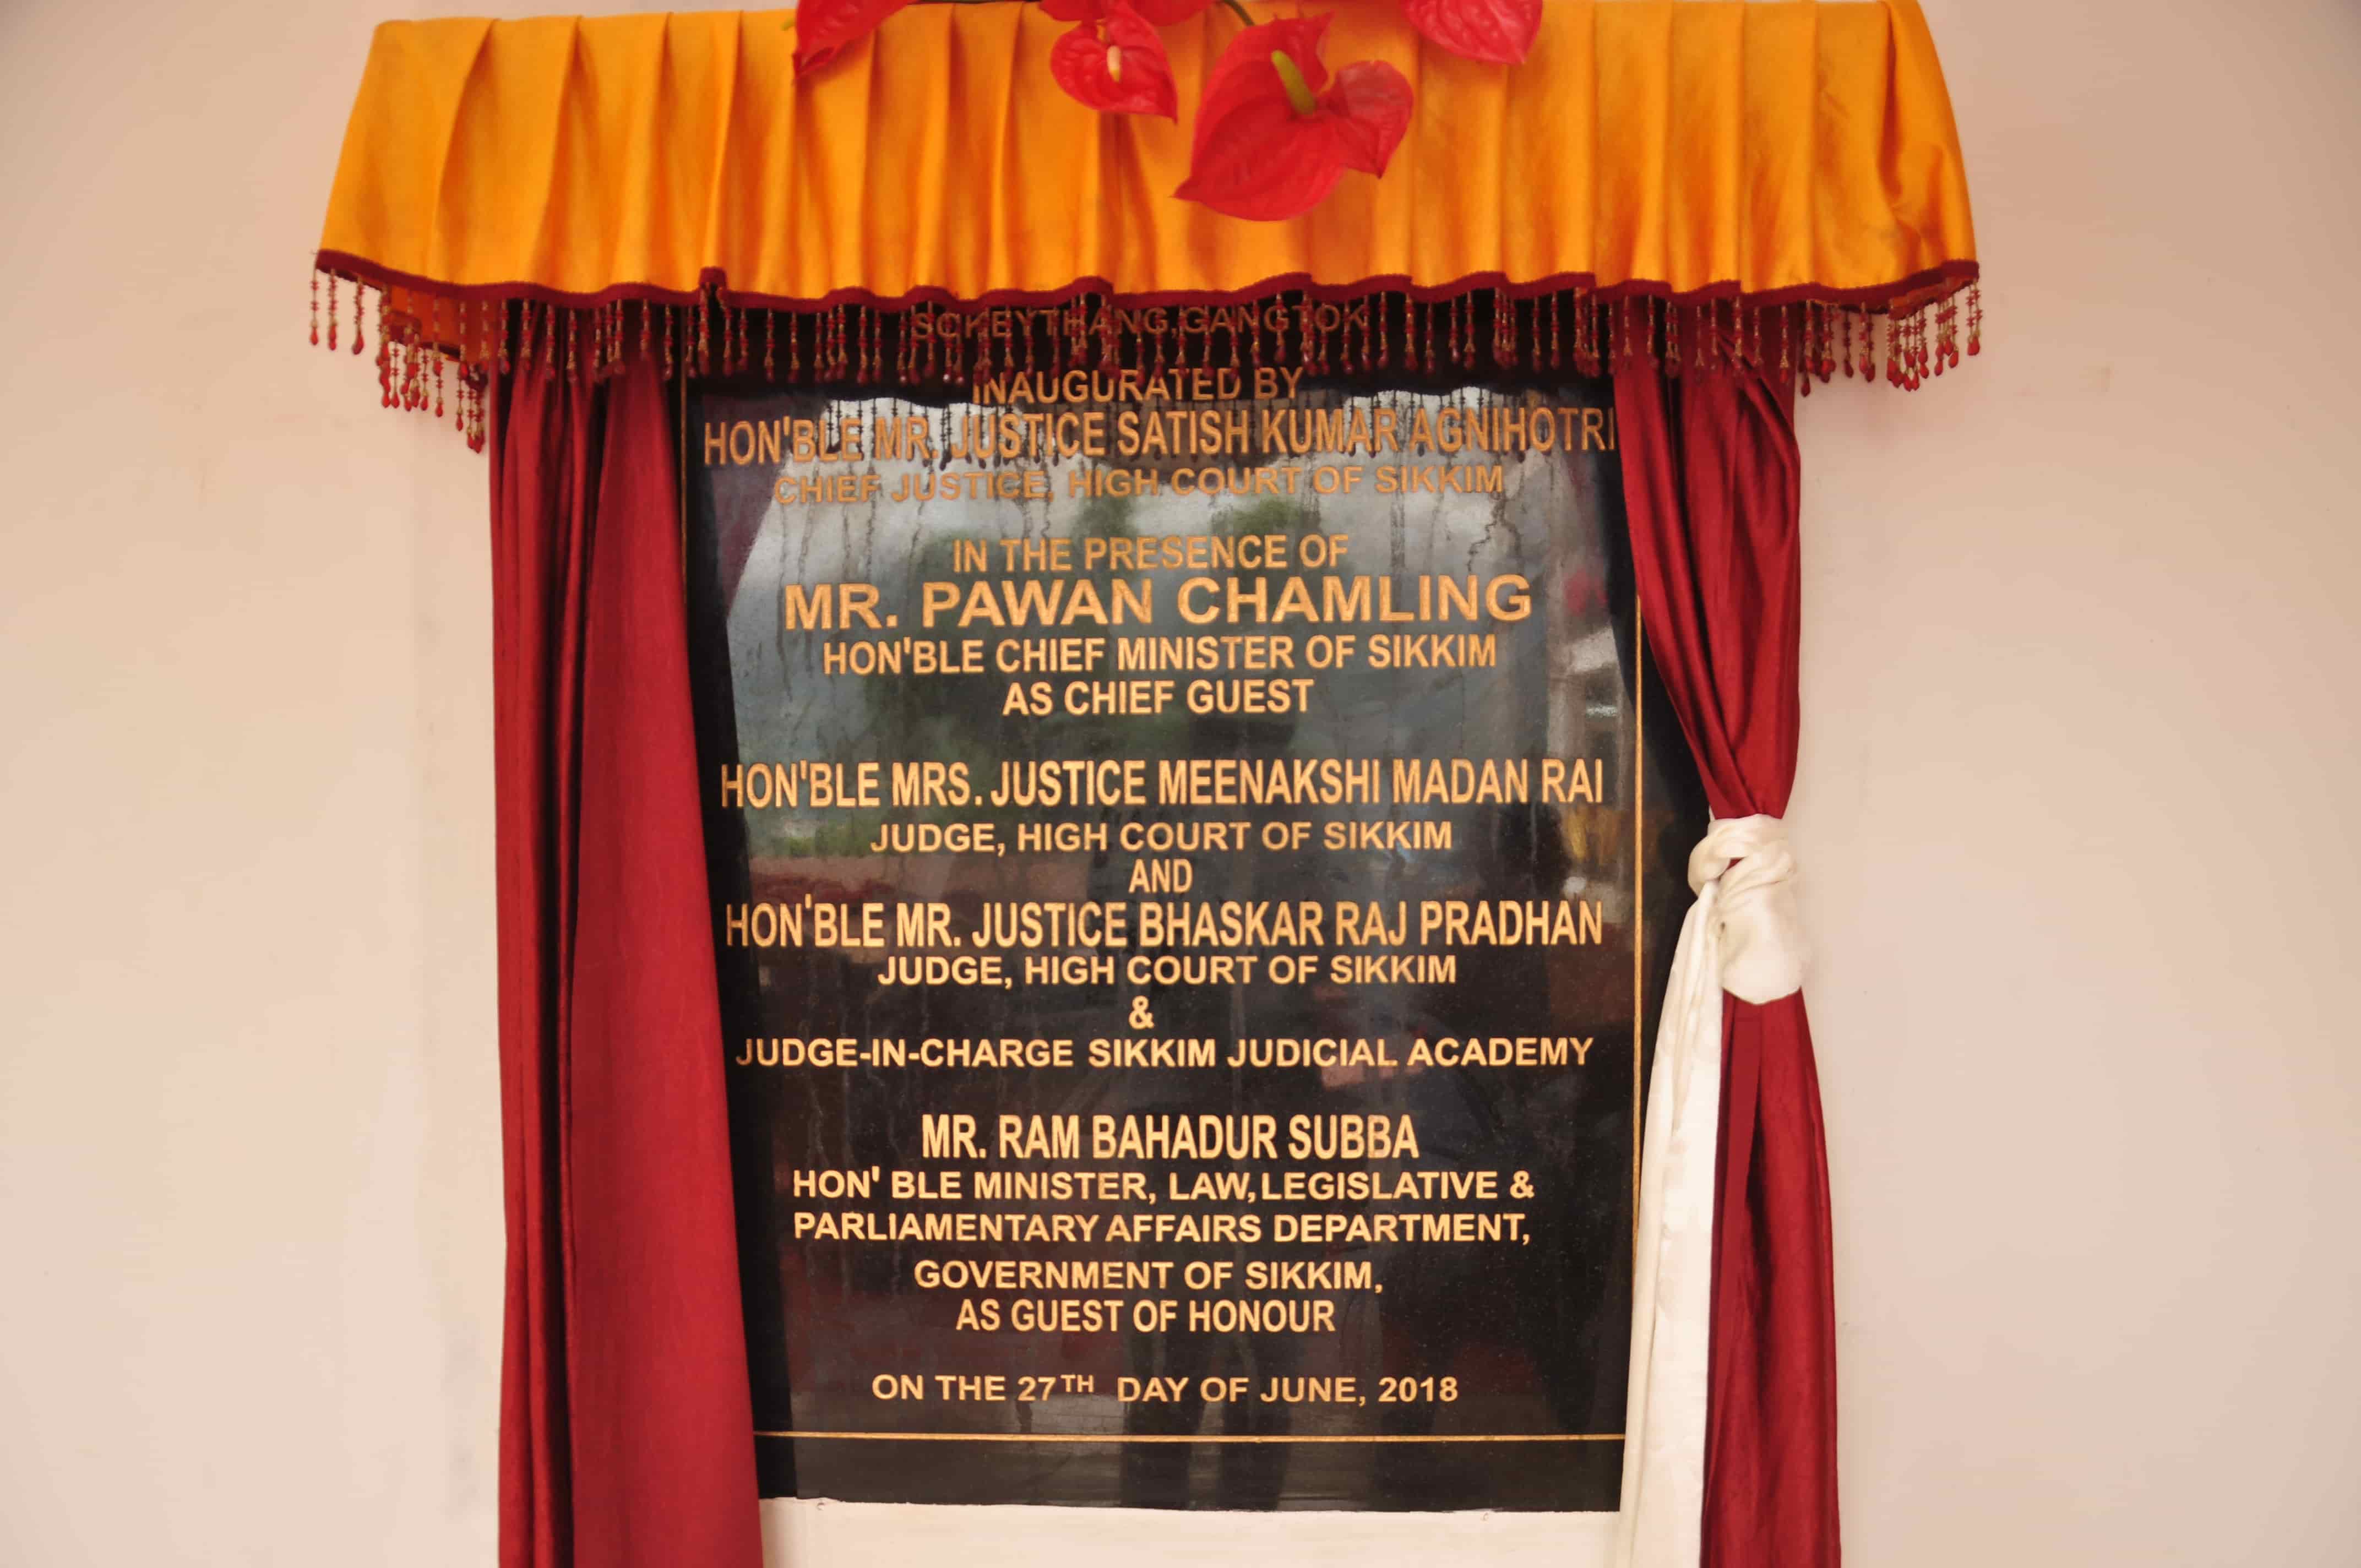 SOKEYTHANG, GANGTOK
INAUGURATED BY
HON'BLE MR. JUSTICE SATISH KUMAR AGNIHOTRI
CHIEF JUSTICE, HIGH COURT OF SIKKIM
IN THE PRESENCE OF
MR. PAWAN CHAMLING
HON'BLE CHIEF MINISTER OF SIKKIM
AS CHIEF GUEST
HON'BLE MRS. JUSTICE MEENAKSHI MADAN RAI
JUDGE, HIGH COURT OF SIKKIM
AND
HON'BLE MR. JUSTICE BHASKAR RAJ PRADHAN
JUDGE, HIGH COURT OF SIKKIM
&
JUDGE-IN-CHARGE SIKKIM JUDICIAL ACADEMY
MR. RAM BAHADUR SUBBA
HON' BLE MINISTER, LAW, LEGISLATIVE &
PARLIAMENTARY AFFAIRS DEPARTMENT,
GOVERNMENT OF SIKKIM,
AS GUEST OF HONOUR
ON THE 27TH DAY OF JUNE, 2018